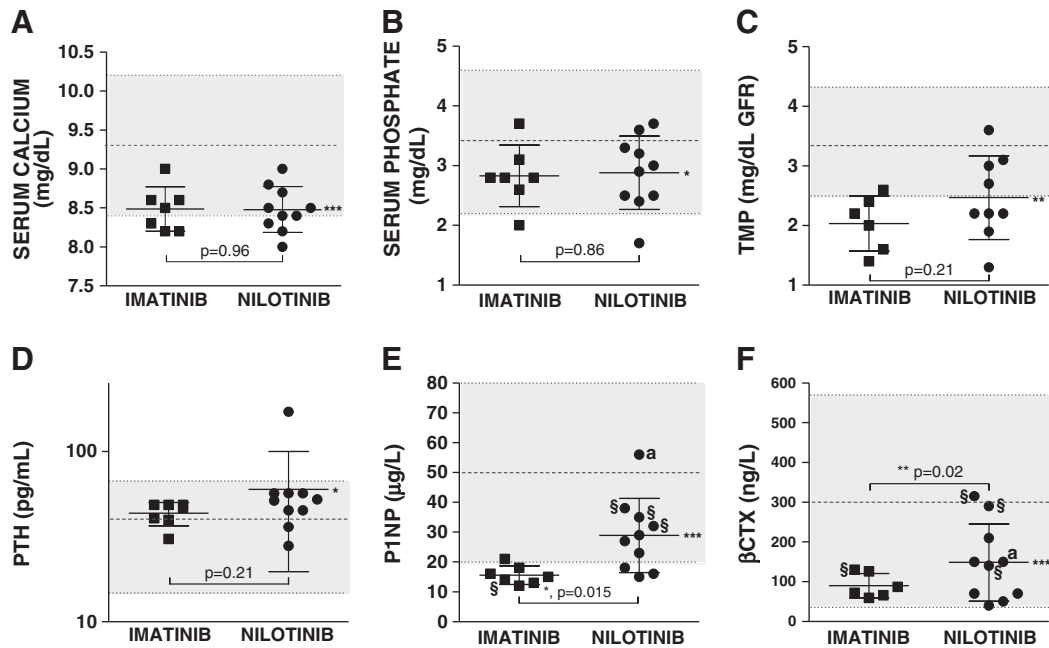 A
SERUM CALCIUM
(mg/dL)
10.5
10.0
9.5
9.0
8.5
8.0
7.5
***
p=0.96
IMATINIB NILOTINIB
B
SERUM PHOSPHATE
(mg/dL)
5
4
3
2
1
*
p=0.86
IMATINIB NILOTINIB
C
TMP (mg/dL GFR)
5
4
3
2
1
**
p=0.21
IMATINIB NILOTINIB
D
PTH (pg/mL)
100
10
*
p=0.21
IMATINIB NILOTINIB
E
P1NP (µg/L)
80
70
60
50
40
30
20
10
0
a
§ §
§
***
§
*, p=0.015
IMATINIB NILOTINIB
F
βCTX (ng/L)
600
500
400
300
200
100
0
** p=0.02
§ §
a
§ §
***
IMATINIB NILOTINIB